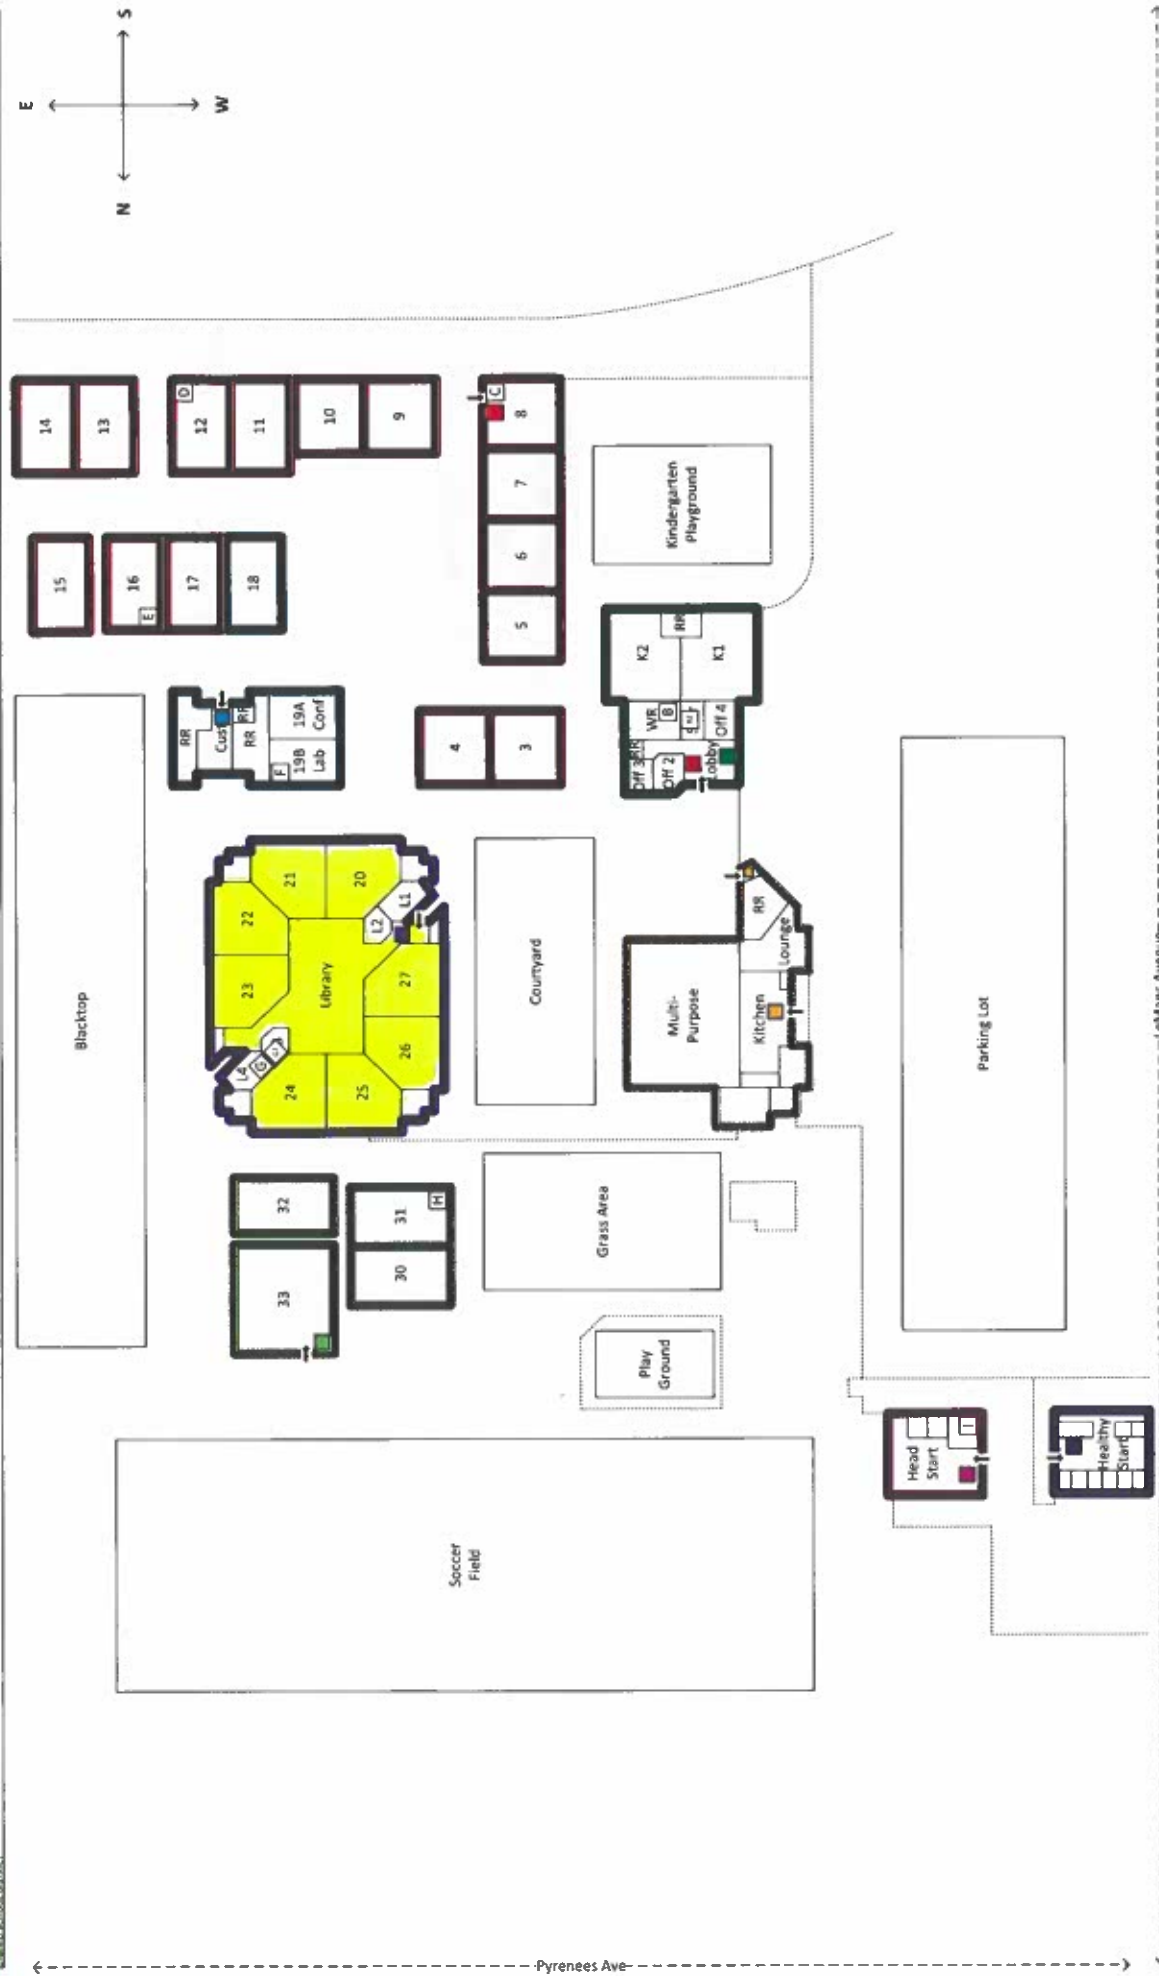 S
E
W
N
14
13
12
D
11
10
9
C
8
7
6
5
15
16
E
17
18
Kindergarten
Playground
K2
RR
K1
WR
B
Off 4
RR
Off 3
Off 2
Lobby
RR
Cust
RR
RR
19A
Conf
F
19B
Lab
4
3
21
20
22
L1
L2
23
Library
27
26
L4
G
24
25
Blacktop
Courtyard
RR
Lounge
Multi-
Purpose
Kitchen
Parking Lot
32
31
H
33
30
Grass Area
Play
Ground
Head
Start
I
Healthy
Start
Soccer
Field
Pyrenees Ave